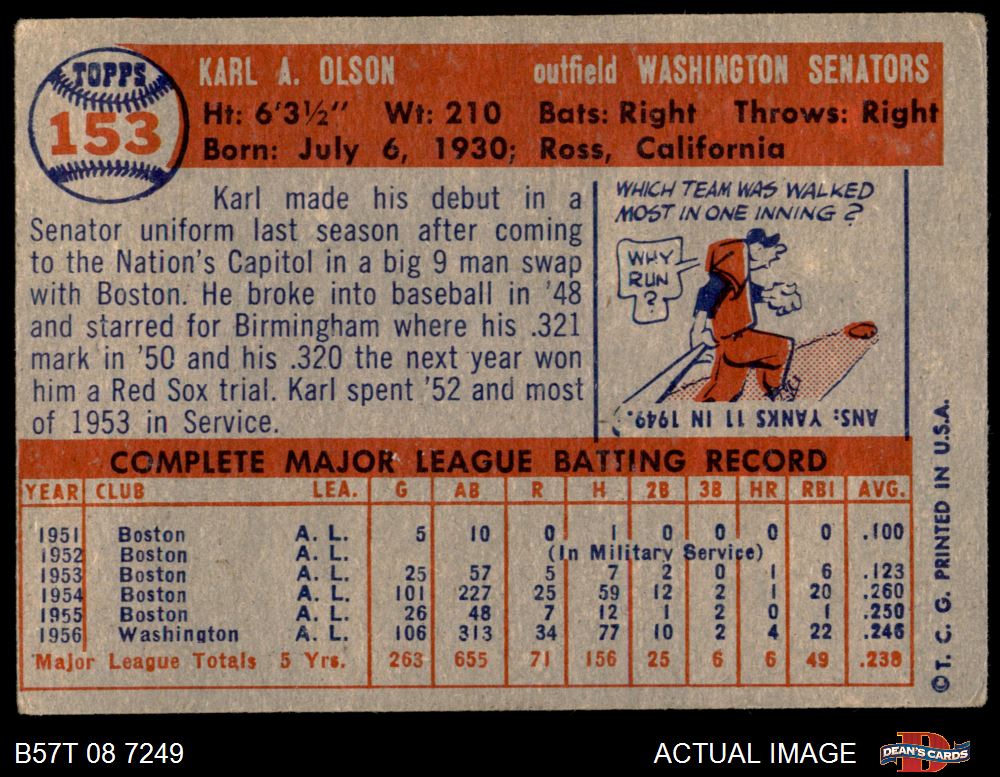 TOPPS
153
KARL A. OLSON outfield WASHINGTON SENATORS
Ht: 6'3½" Wt: 210 Bats: Right Throws: Right
Born: July 6, 1930; Ross, California
Karl made his debut in a
Senator uniform last season after coming
to the Nation's Capitol in a big 9 man swap
with Boston. He broke into baseball in '48
and starred for Birmingham where his .321
mark in '50 and his .320 the next year won
him a Red Sox trial. Karl spent '52 and most
of 1953 in Service.
WHICH TEAM WAS WALKED
MOST IN ONE INNING?
WHY
RUN
?
ANS: YANKS 11 IN 1949.
COMPLETE MAJOR LEAGUE BATTING RECORD
YEAR CLUB LEA. G AB R H 2B 3B HR RBI AVG.
1951 Boston A. L. 5 10 0 1 0 0 0 0 .100
1952 Boston A. L. (In Military Service)
1953 Boston A. L. 25 57 5 7 2 0 1 6 .123
1954 Boston A. L. 101 227 25 59 12 2 1 20 .260
1955 Boston A. L. 26 48 7 12 1 2 0 1 .250
1956 Washington A. L. 106 313 34 77 10 2 4 22 .246
Major League Totals 5 Yrs. 263 655 71 156 25 6 6 49 .238
©T. C. G. PRINTED IN U.S.A.
B57T 08 7249 ACTUAL IMAGE DEAN'S CARDS